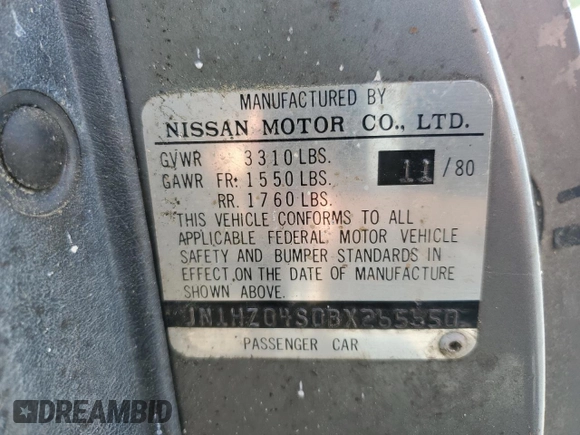 MANUFACTURED BY
NISSAN MOTOR CO., LTD.
GVWR 3310 LBS. 11 / 80
GAWR FR: 1550 LBS.
RR. 1760 LBS.
THIS VEHICLE CONFORMS TO ALL
APPLICABLE FEDERAL MOTOR VEHICLE
SAFETY AND BUMPER STANDARDS IN
EFFECT, ON THE DATE OF MANUFACTURE
SHOWN ABOVE.
PASSENGER CAR
DREAMBID